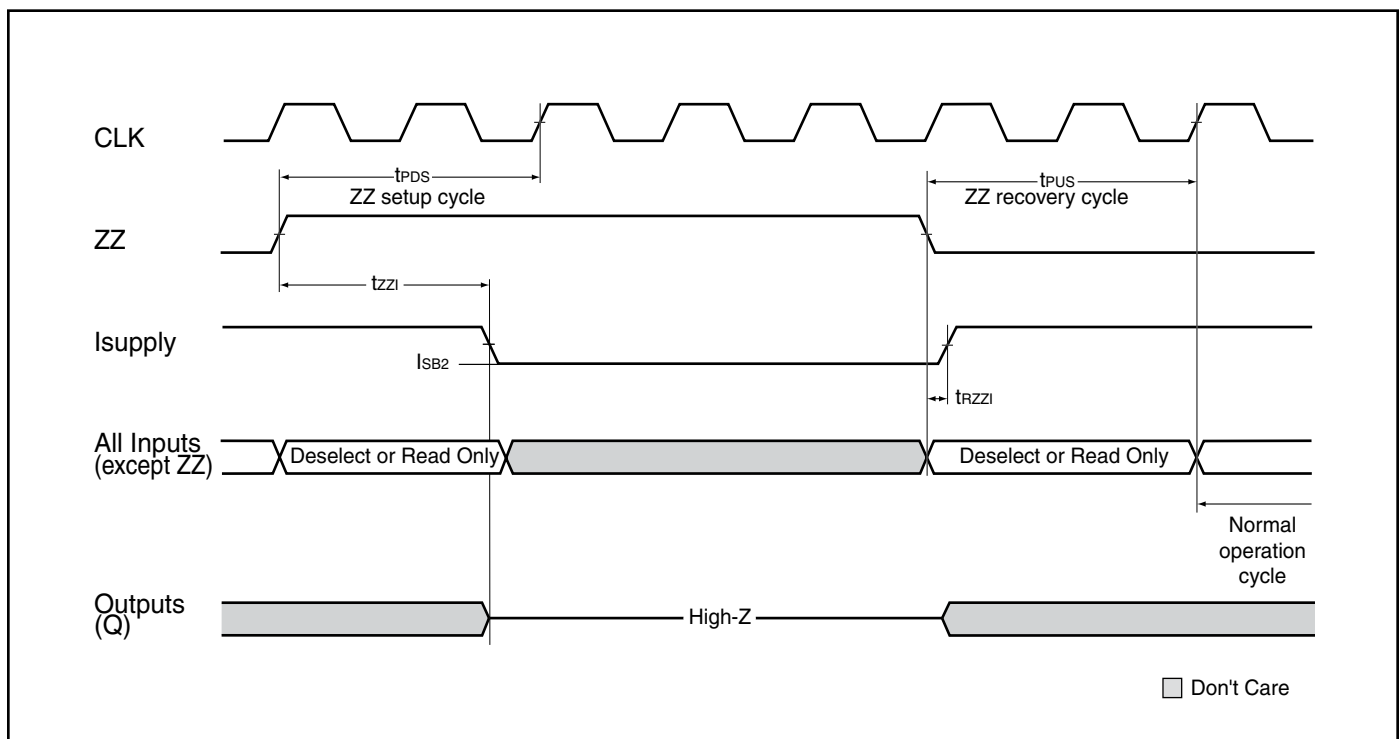 CLK
tPDS
ZZ setup cycle
tPUS
ZZ recovery cycle
ZZ
tZZI
Isupply
ISB2
tRZZI
All Inputs
(except ZZ)
Deselect or Read Only
Deselect or Read Only
Normal
operation
cycle
Outputs
(Q)
High-Z
Don't Care